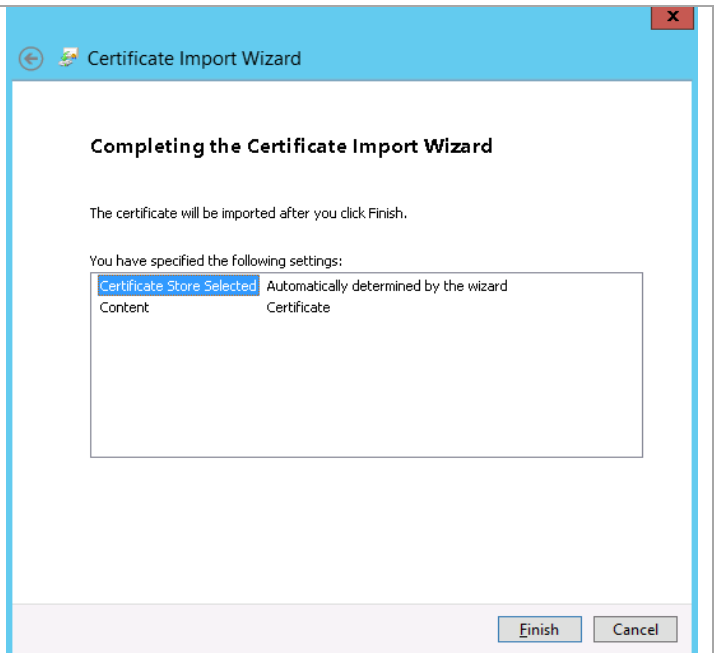 x
Certificate Import Wizard
Completing the Certificate Import Wizard
The certificate will be imported after you click Finish.
You have specified the following settings:
Certificate Store Selected Automatically determined by the wizard
Content Certificate
Finish Cancel